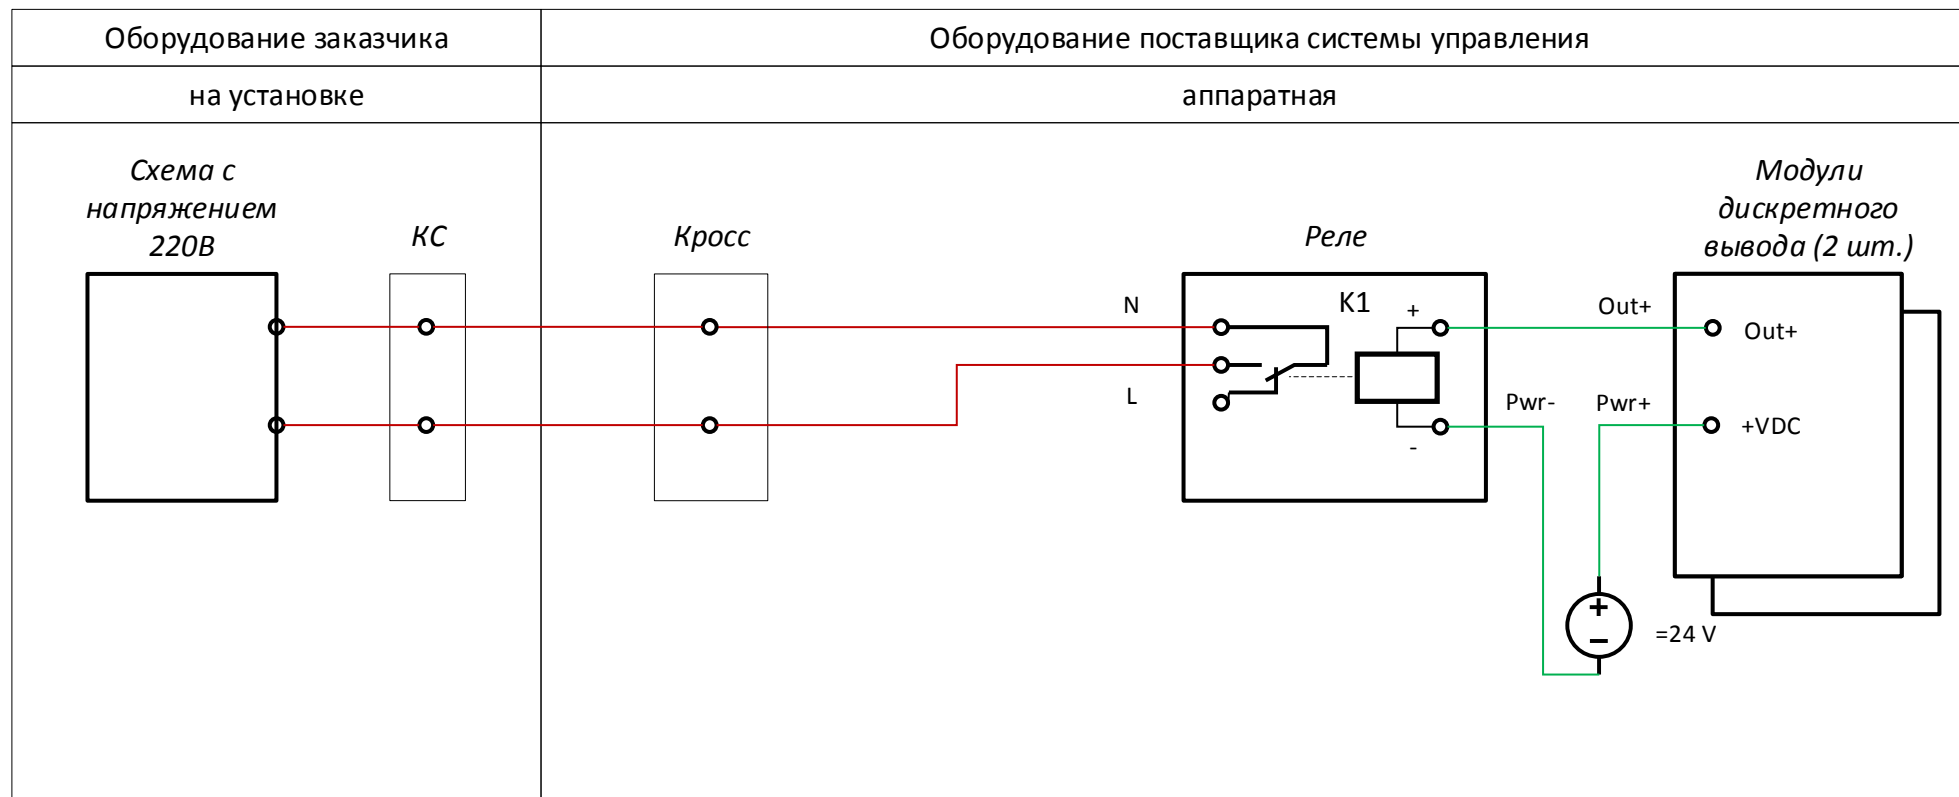 Оборудование заказчика
Оборудование поставщика системы управления
на установке
аппаратная
Схема с
напряжением
220В
КС
Кросс
Реле
Модули
дискретного
вывода (2 шт.)
N
L
K1
+
-
Out+
Out+
Pwr-
Pwr+
+VDC
=24 V